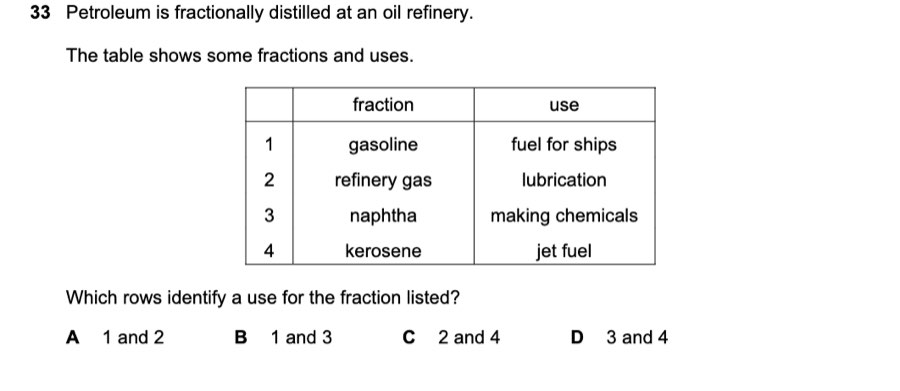 33 Petroleum is fractionally distilled at an oil refinery.
The table shows some fractions and uses.
fraction use
1 gasoline fuel for ships
2 refinery gas lubrication
3 naphtha making chemicals
4 kerosene jet fuel
Which rows identify a use for the fraction listed?
A 1 and 2 B 1 and 3 C 2 and 4 D 3 and 4